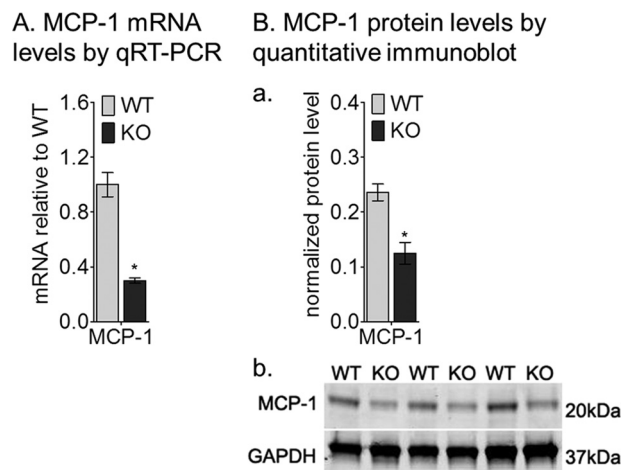 A. MCP-1 mRNA
levels by qRT-PCR
mRNA relative to WT
1.6
1.2
0.8
0.4
0.0
WT
KO
*
MCP-1
B. MCP-1 protein levels by
quantitative immunoblot
a.
normalized protein level
0.4
0.3
0.2
0.1
0.0
WT
KO
*
MCP-1
b.
WT KO WT KO WT KO
MCP-1 20kDa
GAPDH 37kDa